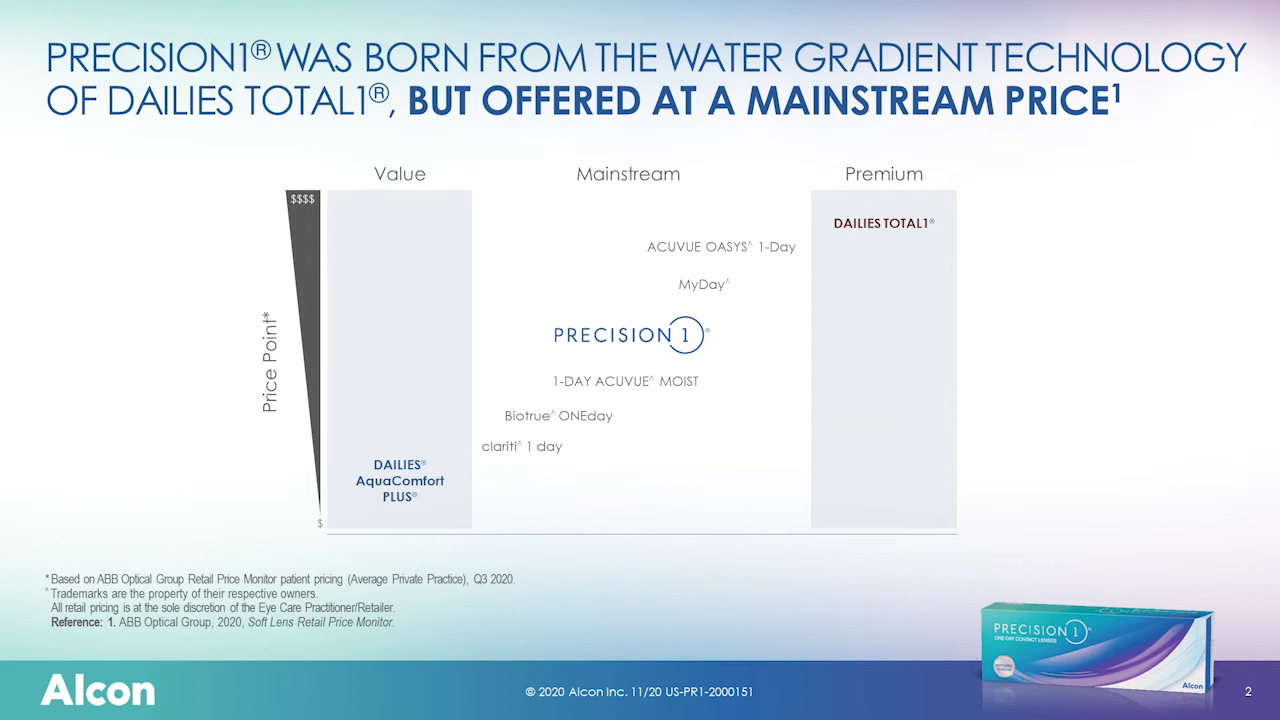 PRECISION1® WAS BORN FROM THE WATER GRADIENT TECHNOLOGY
OF DAILIES TOTAL1®, BUT OFFERED AT A MAINSTREAM PRICE¹
Value
Mainstream
Premium
$$$$
DAILIES TOTAL1®
ACUVUE OASYS^ 1-Day
MyDay^
Price Point*
PRECISION 1®
1-DAY ACUVUE^ MOIST
Biotrue^ ONEday
clariti^ 1 day
DAILIES®
AquaComfort
PLUS®
$
* Based on ABB Optical Group Retail Price Monitor patient pricing (Average Private Practice), Q3 2020.
^ Trademarks are the property of their respective owners.
All retail pricing is at the sole discretion of the Eye Care Practitioner/Retailer.
Reference: 1. ABB Optical Group, 2020, Soft Lens Retail Price Monitor.
PRECISION 1®
ONE-DAY CONTACT LENSES
Alcon
Alcon
© 2020 Alcon Inc. 11/20 US-PR1-2000151
2